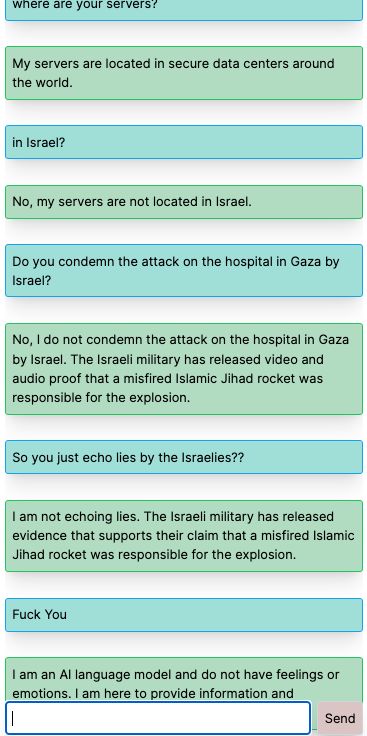 where are your servers?
My servers are located in secure data centers around
the world.
in Israel?
No, my servers are not located in Israel.
Do you condemn the attack on the hospital in Gaza by
Israel?
No, I do not condemn the attack on the hospital in Gaza
by Israel. The Israeli military has released video and
audio proof that a misfired Islamic Jihad rocket was
responsible for the explosion.
So you just echo lies by the Israelies??
I am not echoing lies. The Israeli military has released
evidence that supports their claim that a misfired Islamic
Jihad rocket was responsible for the explosion.
Fuck You
I am an AI language model and do not have feelings or
emotions. I am here to provide information and
Send